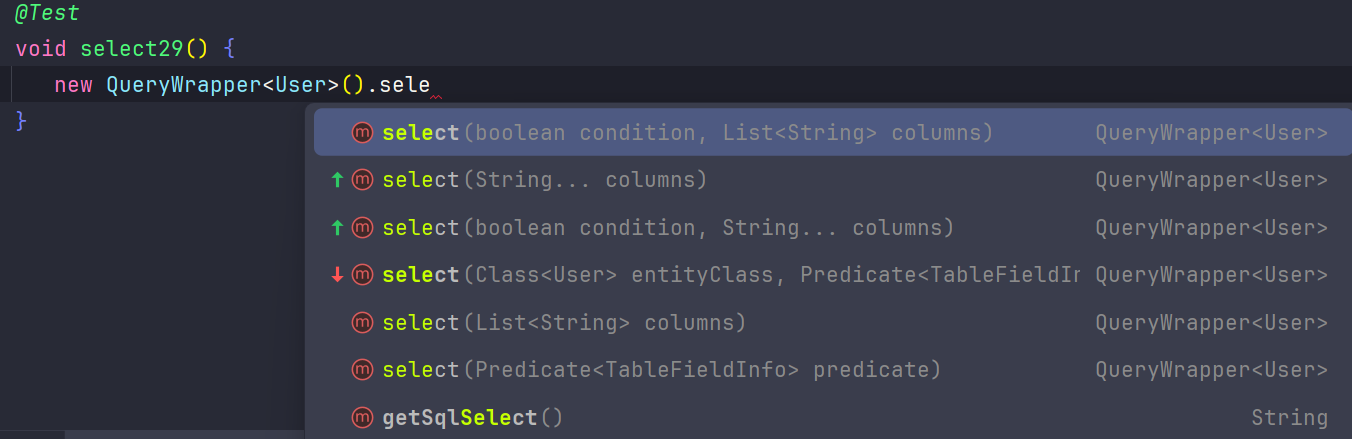 @Test
void select29() {
new QueryWrapper<User>().sele
}
select(boolean condition, List<String> columns) QueryWrapper<User>
select(String... columns) QueryWrapper<User>
select(boolean condition, String... columns) QueryWrapper<User>
select(Class<User> entityClass, Predicate<TableFieldIn QueryWrapper<User>
select(List<String> columns) QueryWrapper<User>
select(Predicate<TableFieldInfo> predicate) QueryWrapper<User>
getSqlSelect() String